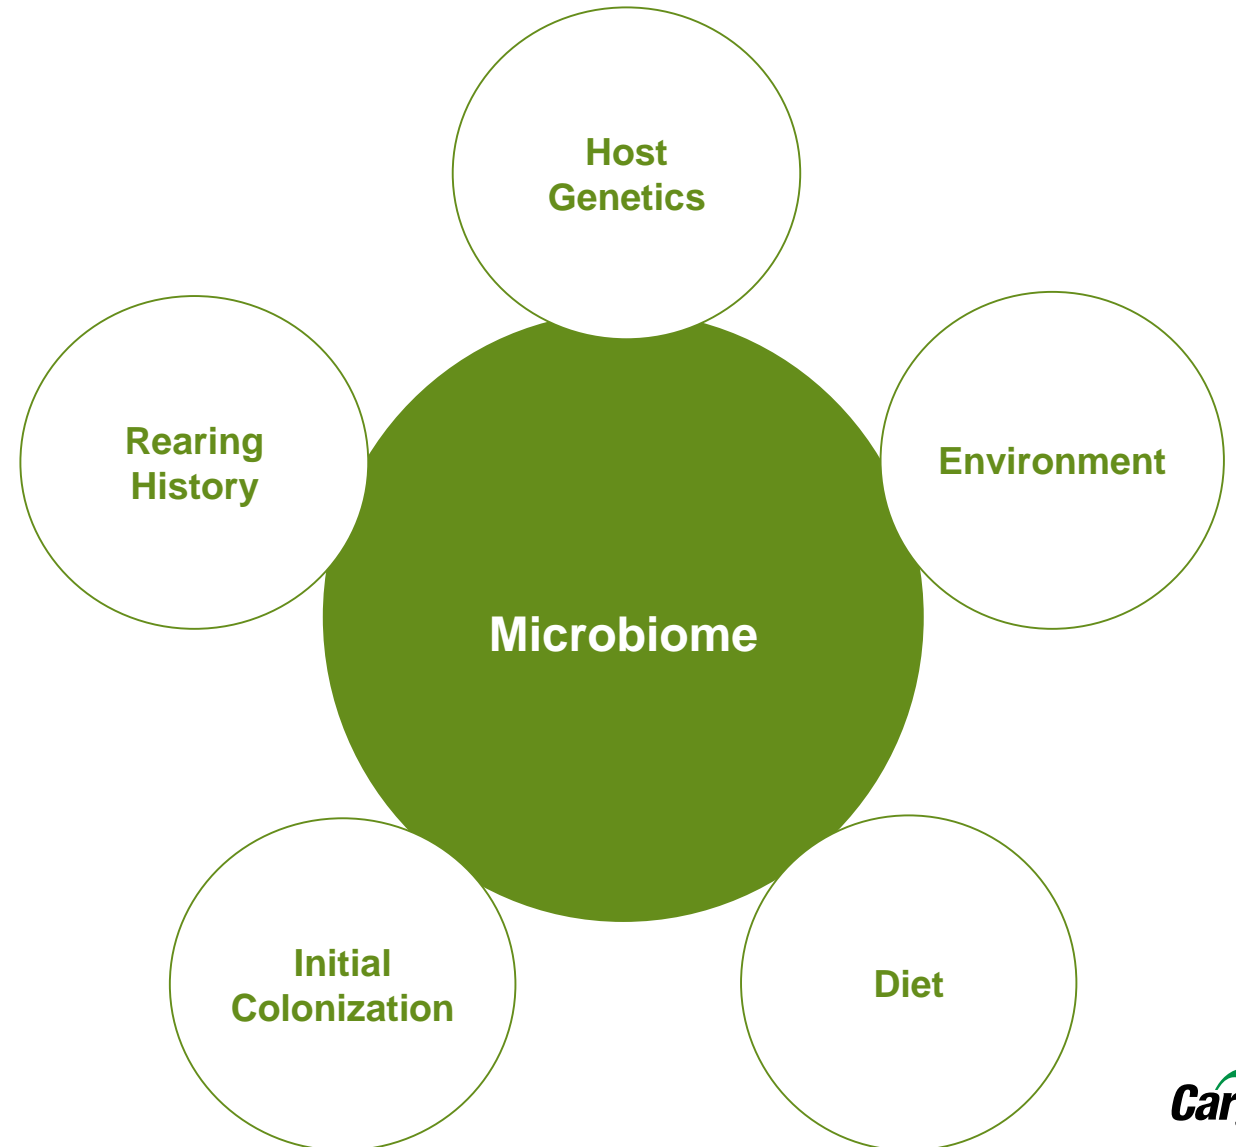 Host
Genetics
Rearing
History
Environment
Microbiome
Initial
Colonization
Diet